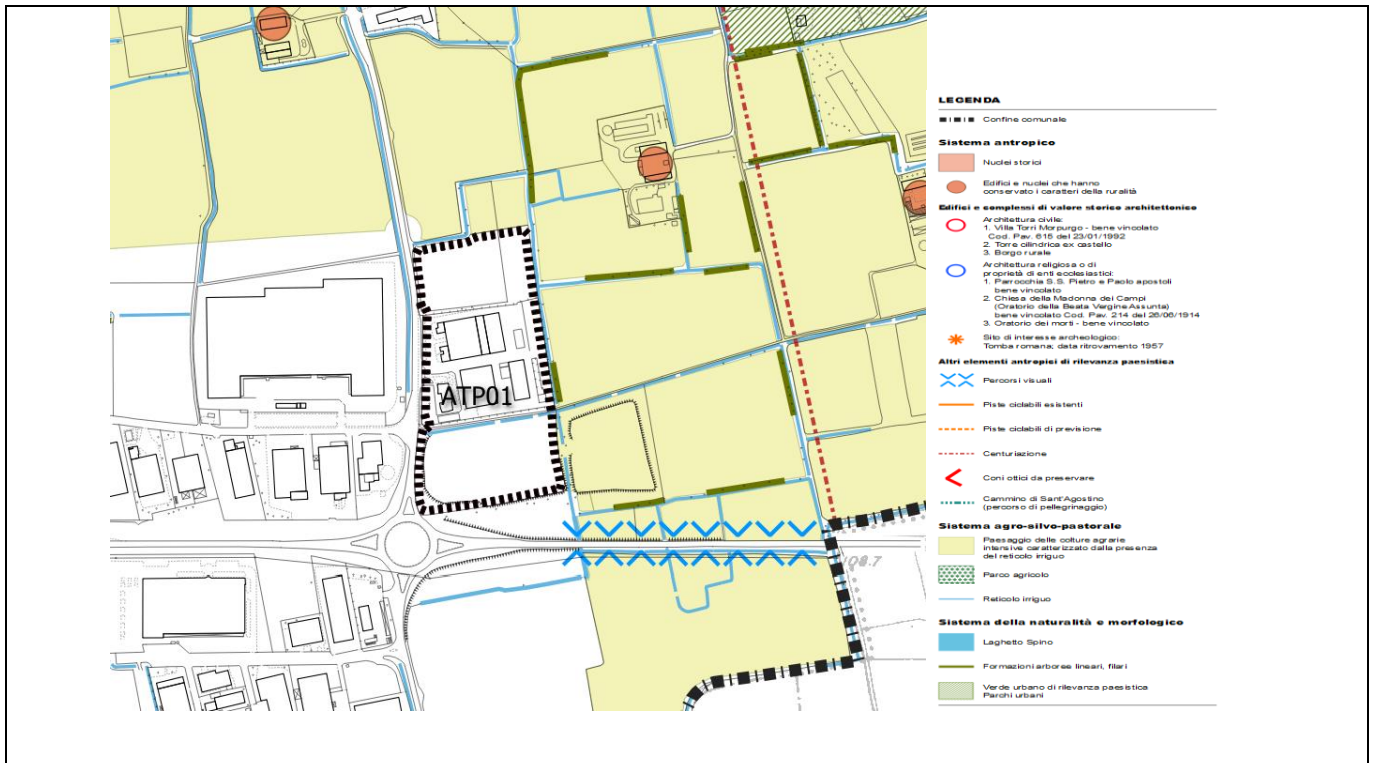 ATP01
LEGENDA
Confine comunale
Sistema antropico
Nuclei storici
Edifici e nuclei che hanno
conservato i caratteri della ruralità
Edifici e complessi di valore storico architettonico
Architettura civile:
1. Villa Torri Morpurgo - bene vincolato
Cod. Pav. 615 del 23/01/1992
2. Torre cilindrica ex castello
3. Borgo rurale
Architettura religiosa o di
proprietà di enti ecclesiastici:
1. Parrocchia S.S. Pietro e Paolo apostoli
bene vincolato
2. Chiesa della Madonna dei Campi
(Oratorio della Beata Vergine Assunta)
bene vincolato Cod. Pav. 214 del 26/06/1914
3. Oratorio dei morti - bene vincolato
Sito di interesse archeologico:
Tomba romana; data ritrovamento 1957
Altri elementi antropici di rilevanza paesistica
Percorsi visuali
Piste ciclabili esistenti
Piste ciclabili di previsione
Centuriazione
Coni ottici da preservare
Cammino di Sant'Agostino
(percorso di pellegrinaggio)
Sistema agro-silvo-pastorale
Paesaggio delle colture agrarie
intensive caratterizzato dalla presenza
del reticolo irriguo
Parco agricolo
Reticolo irriguo
Sistema della naturalità e morfologico
Laghetto Spino
Formazioni arboree lineari, filari
Verde urbano di rilevanza paesistica
Parchi urbani